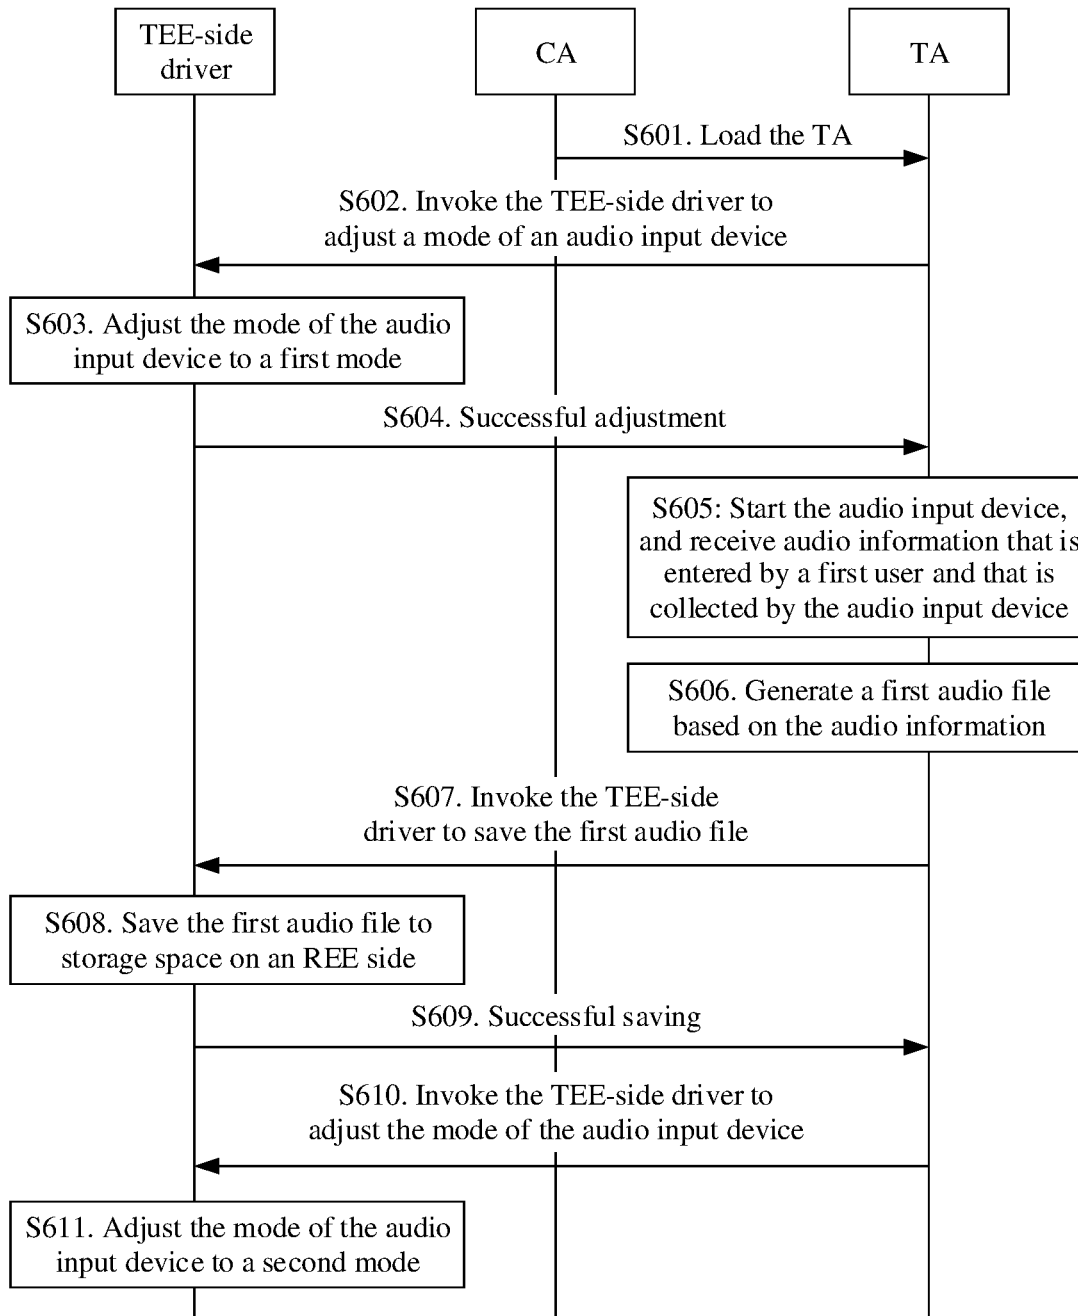 TEE-side
driver
CA
TA
S601. Load the TA
S602. Invoke the TEE-side driver to
adjust a mode of an audio input device
S603. Adjust the mode of the audio
input device to a first mode
S604. Successful adjustment
S605: Start the audio input device,
and receive audio information that is
entered by a first user and that is
collected by the audio input device
S606. Generate a first audio file
based on the audio information
S607. Invoke the TEE-side
driver to save the first audio file
S608. Save the first audio file to
storage space on an REE side
S609. Successful saving
S610. Invoke the TEE-side driver to
adjust the mode of the audio input device
S611. Adjust the mode of the audio
input device to a second mode